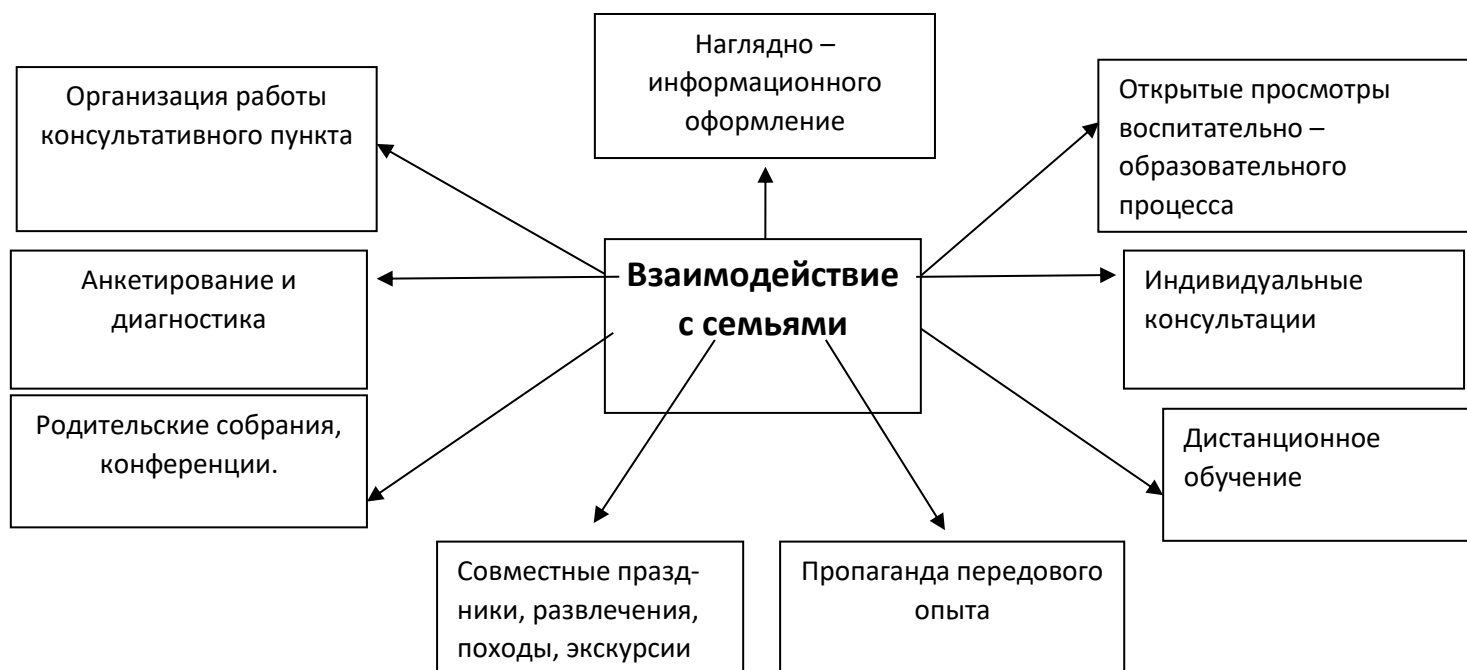 Наглядно –
информационного
оформление
Организация работы
консультативного пункта
Открытые просмотры
воспитательно –
образовательного
процесса
Взаимодействие
с семьями
Анкетирование и
диагностика
Индивидуальные
консультации
Родительские собрания,
конференции.
Дистанционное
обучение
Совместные празд-
ники, развлечения,
походы, экскурсии
Пропаганда передового
опыта